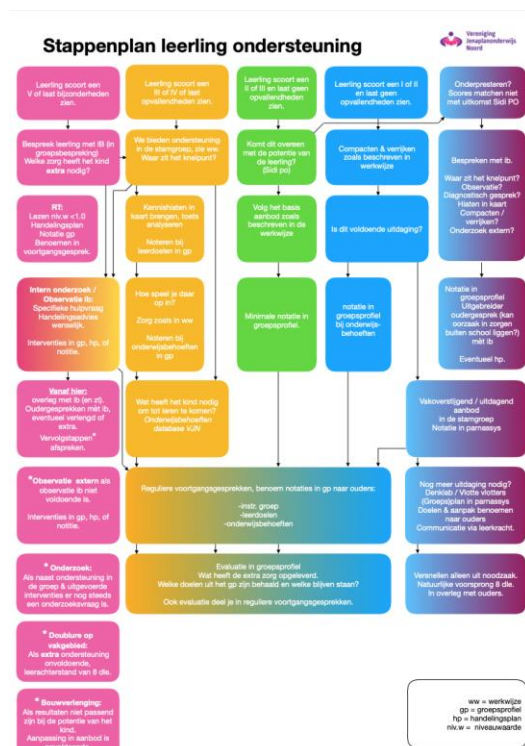 Stappenplan leerling ondersteuning
Vereniging
Jenaplanonderwijs
Noord
Leerling scoort een
V of laat bijzonderheden
zien.
Leerling scoort een
III of IV of laat
opvallendheden zien.
Leerling scoort een
II of III en laat geen
opvallendheden
zien.
Leerling scoort een I of II
en laat geen
opvallendheden zien.
Onderpresteren?
Scores matchen niet
met uitkomst Sidi PO
Bespreek leerling met IB (in
groepsbespreking)
Welke zorg heeft het kind
extra nodig?
We bieden ondersteuning
in de stamgroep, zie ww.
Waar zit het knelpunt?
Komt dit overeen
met de potentie van
de leerling?
(Sidi po)
Compacten & verrijken
zoals beschreven in
werkwijze
Bespreken met ib.
Waar zit het knelpunt?
Observatie?
Diagnostisch gesprek?
Hiaten in kaart
Compacten /
verrijken?
Onderzoek extern?
RT:
Lezen niv.w <1.0
Handelingsplan
Notatie gp
Benoemen in
voortgangsgesprek.
Kennishiaten in
kaart brengen, toets
analyseren
Noteren bij
leerdoelen in gp
Volg het basis
aanbod zoals
beschreven in de
werkwijze
Is dit voldoende uitdaging?
Intern onderzoek /
Observatie ib:
Specifieke hulpvraag
Handelingsadvies
wenselijk.
Interventies in gp, hp, of
notitie.
Hoe speel je daar
op in?
Zorg zoals in ww
Noteren bij
onderwijsbehoeften
in gp
Minimale notatie in
groepsprofiel.
notatie in
groepsprofiel
bij onderwijs-
behoeften
Notatie in
groepsprofiel
Uitgebreider
oudergesprek (kan
oorzaak in zorgen
buiten school liggen?)
mét ib
Eventueel hp.
Vanaf hier:
overleg met ib (en zl).
Oudergesprekken mét ib,
eventueel verlengd of
extra.
Vervolgstappen*
afspreken.
Wat heeft het kind nodig
om tot leren te komen?
Onderwijsbehoeften
database VJN
Vakoverstijgend / uitdagend
aanbod
in de stamgroep
Notatie in parnassys
*Observatie extern als
observatie ib niet
voldoende is.
Interventies in gp, hp, of
notitie.
Reguliere voortgangsgesprekken, benoem notaties in gp naar ouders:
-instr. groep
-leerdoelen
-onderwijsbehoeften
Nog meer uitdaging nodig?
Denklab / Vlotte vlotters
(Groeps)plan in parnassys
Doelen & aanpak benoemen
naar ouders
Communicatie via leerkracht.
* Onderzoek:
Als naast ondersteuning in
de groep & uitgevoerde
interventies er nog steeds
een onderzoeksvraag is.
Evaluatie in groepsprofiel
Wat heeft de extra zorg opgeleverd.
Welke doelen uit het gp zijn behaald en welke blijven staan?
Ook evaluatie deel je in reguliere voortgangsgesprekken.
Versnellen alleen uit noodzaak.
Natuurlijke voorsprong 8 dle.
In overleg met ouders.
* Doublure op
vakgebied:
Als extra ondersteuning
onvoldoende,
leerachterstand van 8 dle.
* Bouwverlenging:
Als resultaten niet passend
zijn bij de potentie van het
kind.
Aanpassing in aanbod is
ww = werkwijze
gp = groepsprofiel
hp = handelingsplan
niv.w = niveauwaarde